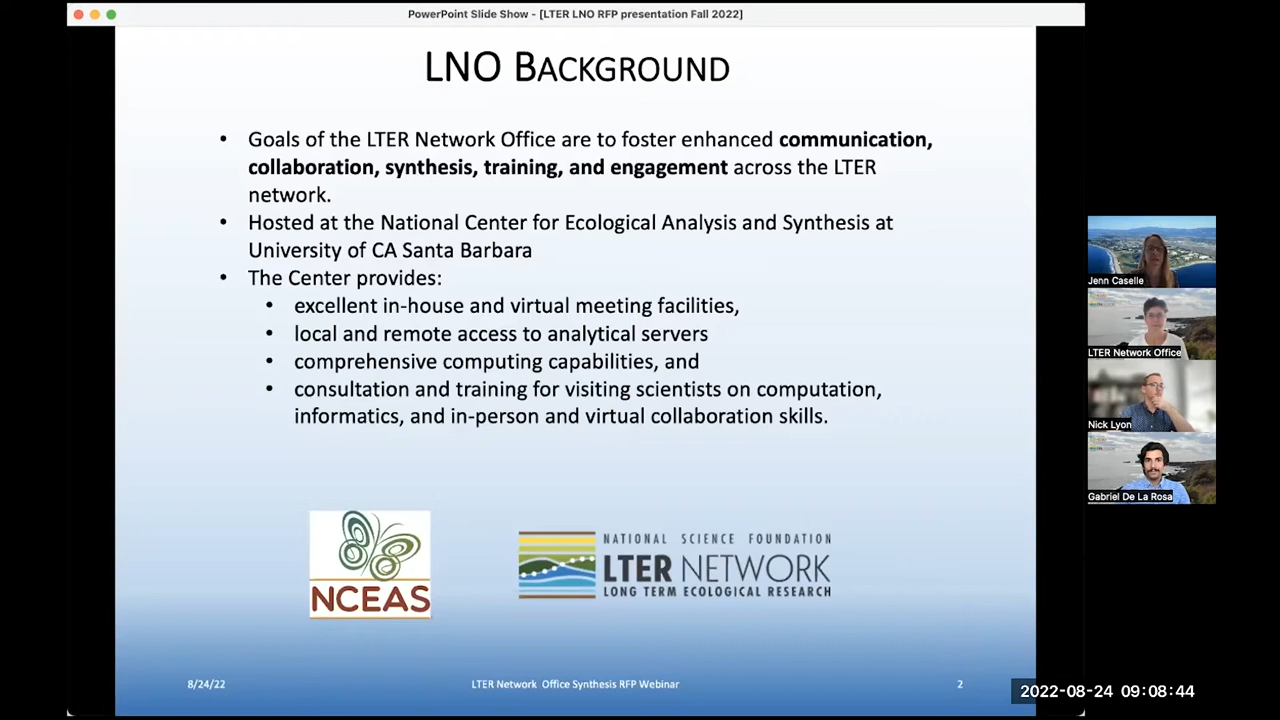 PowerPoint Slide Show - [LTER LNO RFP presentation Fall 2022]
LNO BACKGROUND
• Goals of the LTER Network Office are to foster enhanced communication,
collaboration, synthesis, training, and engagement across the LTER
network.
• Hosted at the National Center for Ecological Analysis and Synthesis at
University of CA Santa Barbara
• The Center provides:
• excellent in-house and virtual meeting facilities,
• local and remote access to analytical servers
• comprehensive computing capabilities, and
• consultation and training for visiting scientists on computation,
informatics, and in-person and virtual collaboration skills.
NCEAS
NATIONAL SCIENCE FOUNDATION
LTER NETWORK
LONG TERM ECOLOGICAL RESEARCH
8/24/22
LTER Network Office Synthesis RFP Webinar
2
Jenn Caselle
LTER Network Office
Nick Lyon
Gabriel De La Rosa
2022-08-24 09:08:44